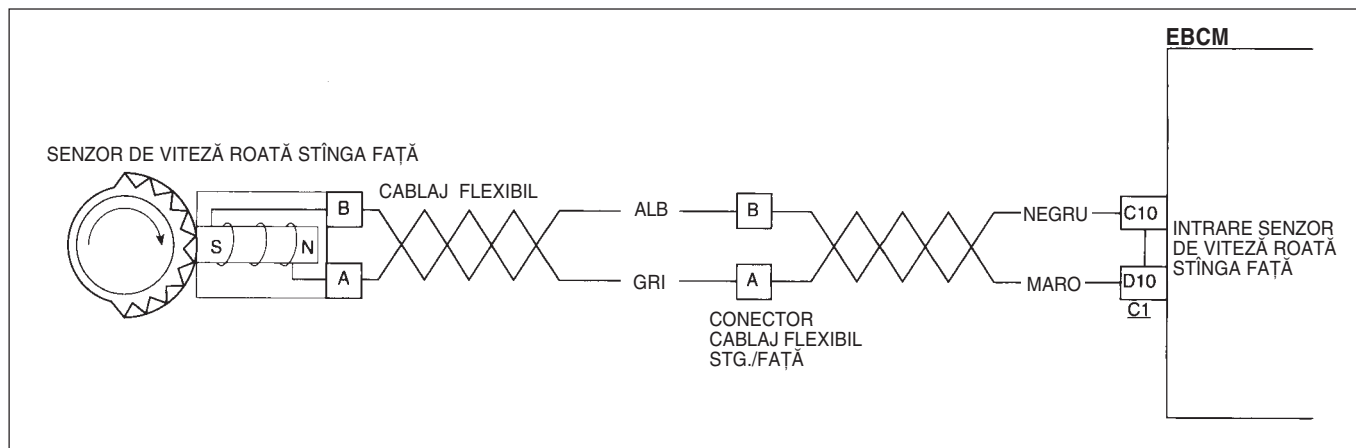 EBCM
SENZOR DE VITEZĂ ROATĂ STÎNGA FAȚĂ
CABLAJ FLEXIBIL
B
A
S
N
ALB
GRI
B
A
CONECTOR
CABLAJ FLEXIBIL
STG./FAȚĂ
NEGRU
MARO
C10
D10
C1
INTRARE SENZOR
DE VITEZĂ ROATĂ
STÎNGA FAȚĂ